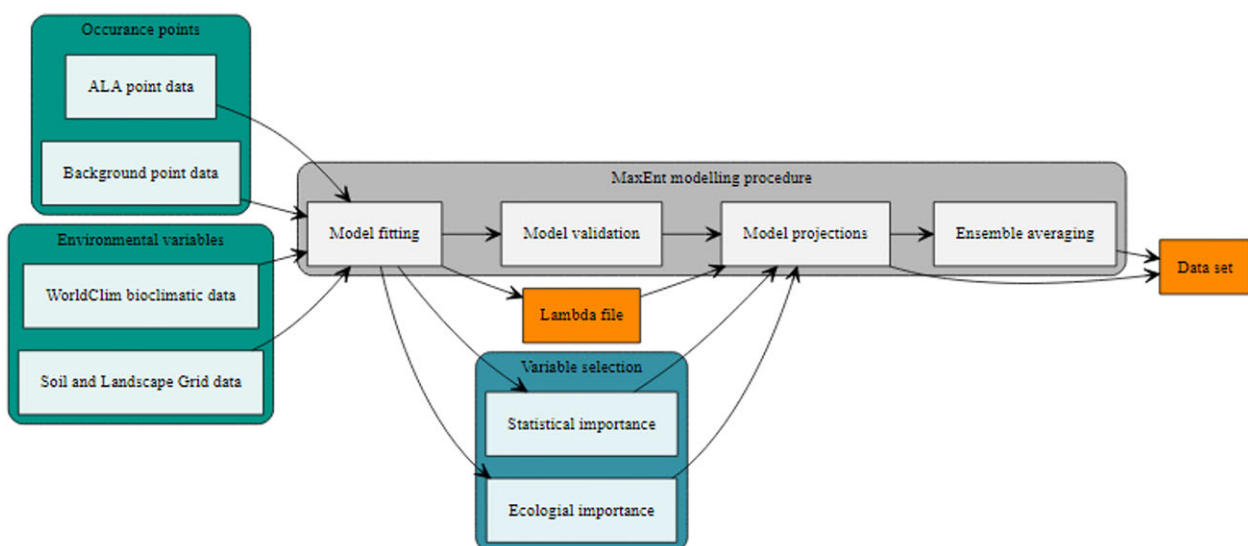 Occurance points
ALA point data
Background point data
Environmental variables
WorldClim bioclimatic data
Soil and Landscape Grid data
MaxEnt modelling procedure
Model fitting
Model validation
Model projections
Ensemble averaging
Data set
Lambda file
Variable selection
Statistical importance
Ecologial importance